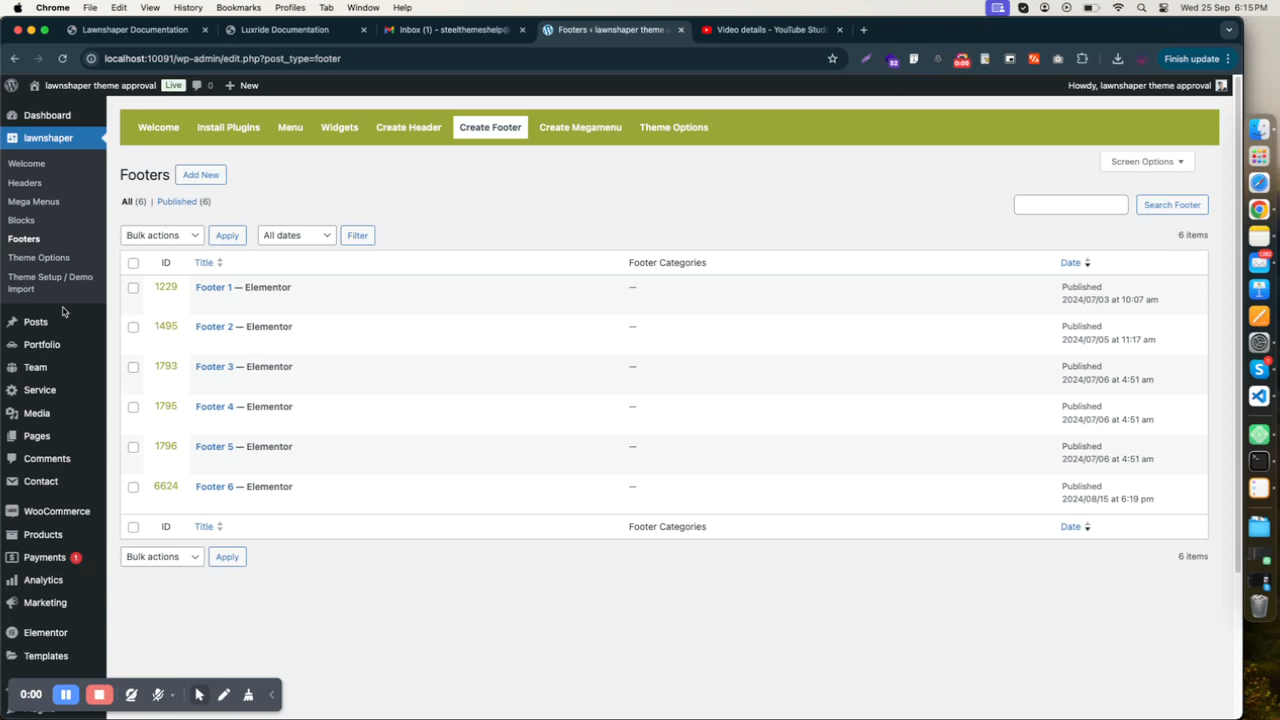 Chrome File Edit View History Bookmarks Profiles Tab Window Help Wed 25 Sep 6:15PM
Lawnshaper Documentation Luxride Documentation Inbox (1) - steelthemeshelp@ Footers ‹ lawnshaper theme Video details - YouTube Studi
localhost:10091/wp-admin/edit.php?post_type=footer 52 0:00 Finish update
lawnshaper theme approval Live 0 New Howdy, lawnshaper theme approval
Dashboard
lawnshaper
Welcome
Headers
Mega Menus
Blocks
Footers
Theme Options
Theme Setup / Demo
Import
Posts
Portfolio
Team
Service
Media
Pages
Comments
Contact
WooCommerce
Products
Payments 1
Analytics
Marketing
Elementor
Templates
Welcome Install Plugins Menu Widgets Create Header Create Footer Create Megamenu Theme Options
Screen Options
Footers Add New
All (6) | Published (6)
Search Footer
Bulk actions Apply All dates Filter 6 items
ID Title Footer Categories Date
1229 Footer 1 — Elementor — Published
2024/07/03 at 10:07 am
1495 Footer 2 — Elementor — Published
2024/07/05 at 11:17 am
1793 Footer 3 — Elementor — Published
2024/07/06 at 4:51 am
1795 Footer 4 — Elementor — Published
2024/07/06 at 4:51 am
1796 Footer 5 — Elementor — Published
2024/07/06 at 4:51 am
6624 Footer 6 — Elementor — Published
2024/08/15 at 6:19 pm
ID Title Footer Categories Date
Bulk actions Apply 6 items
0:00